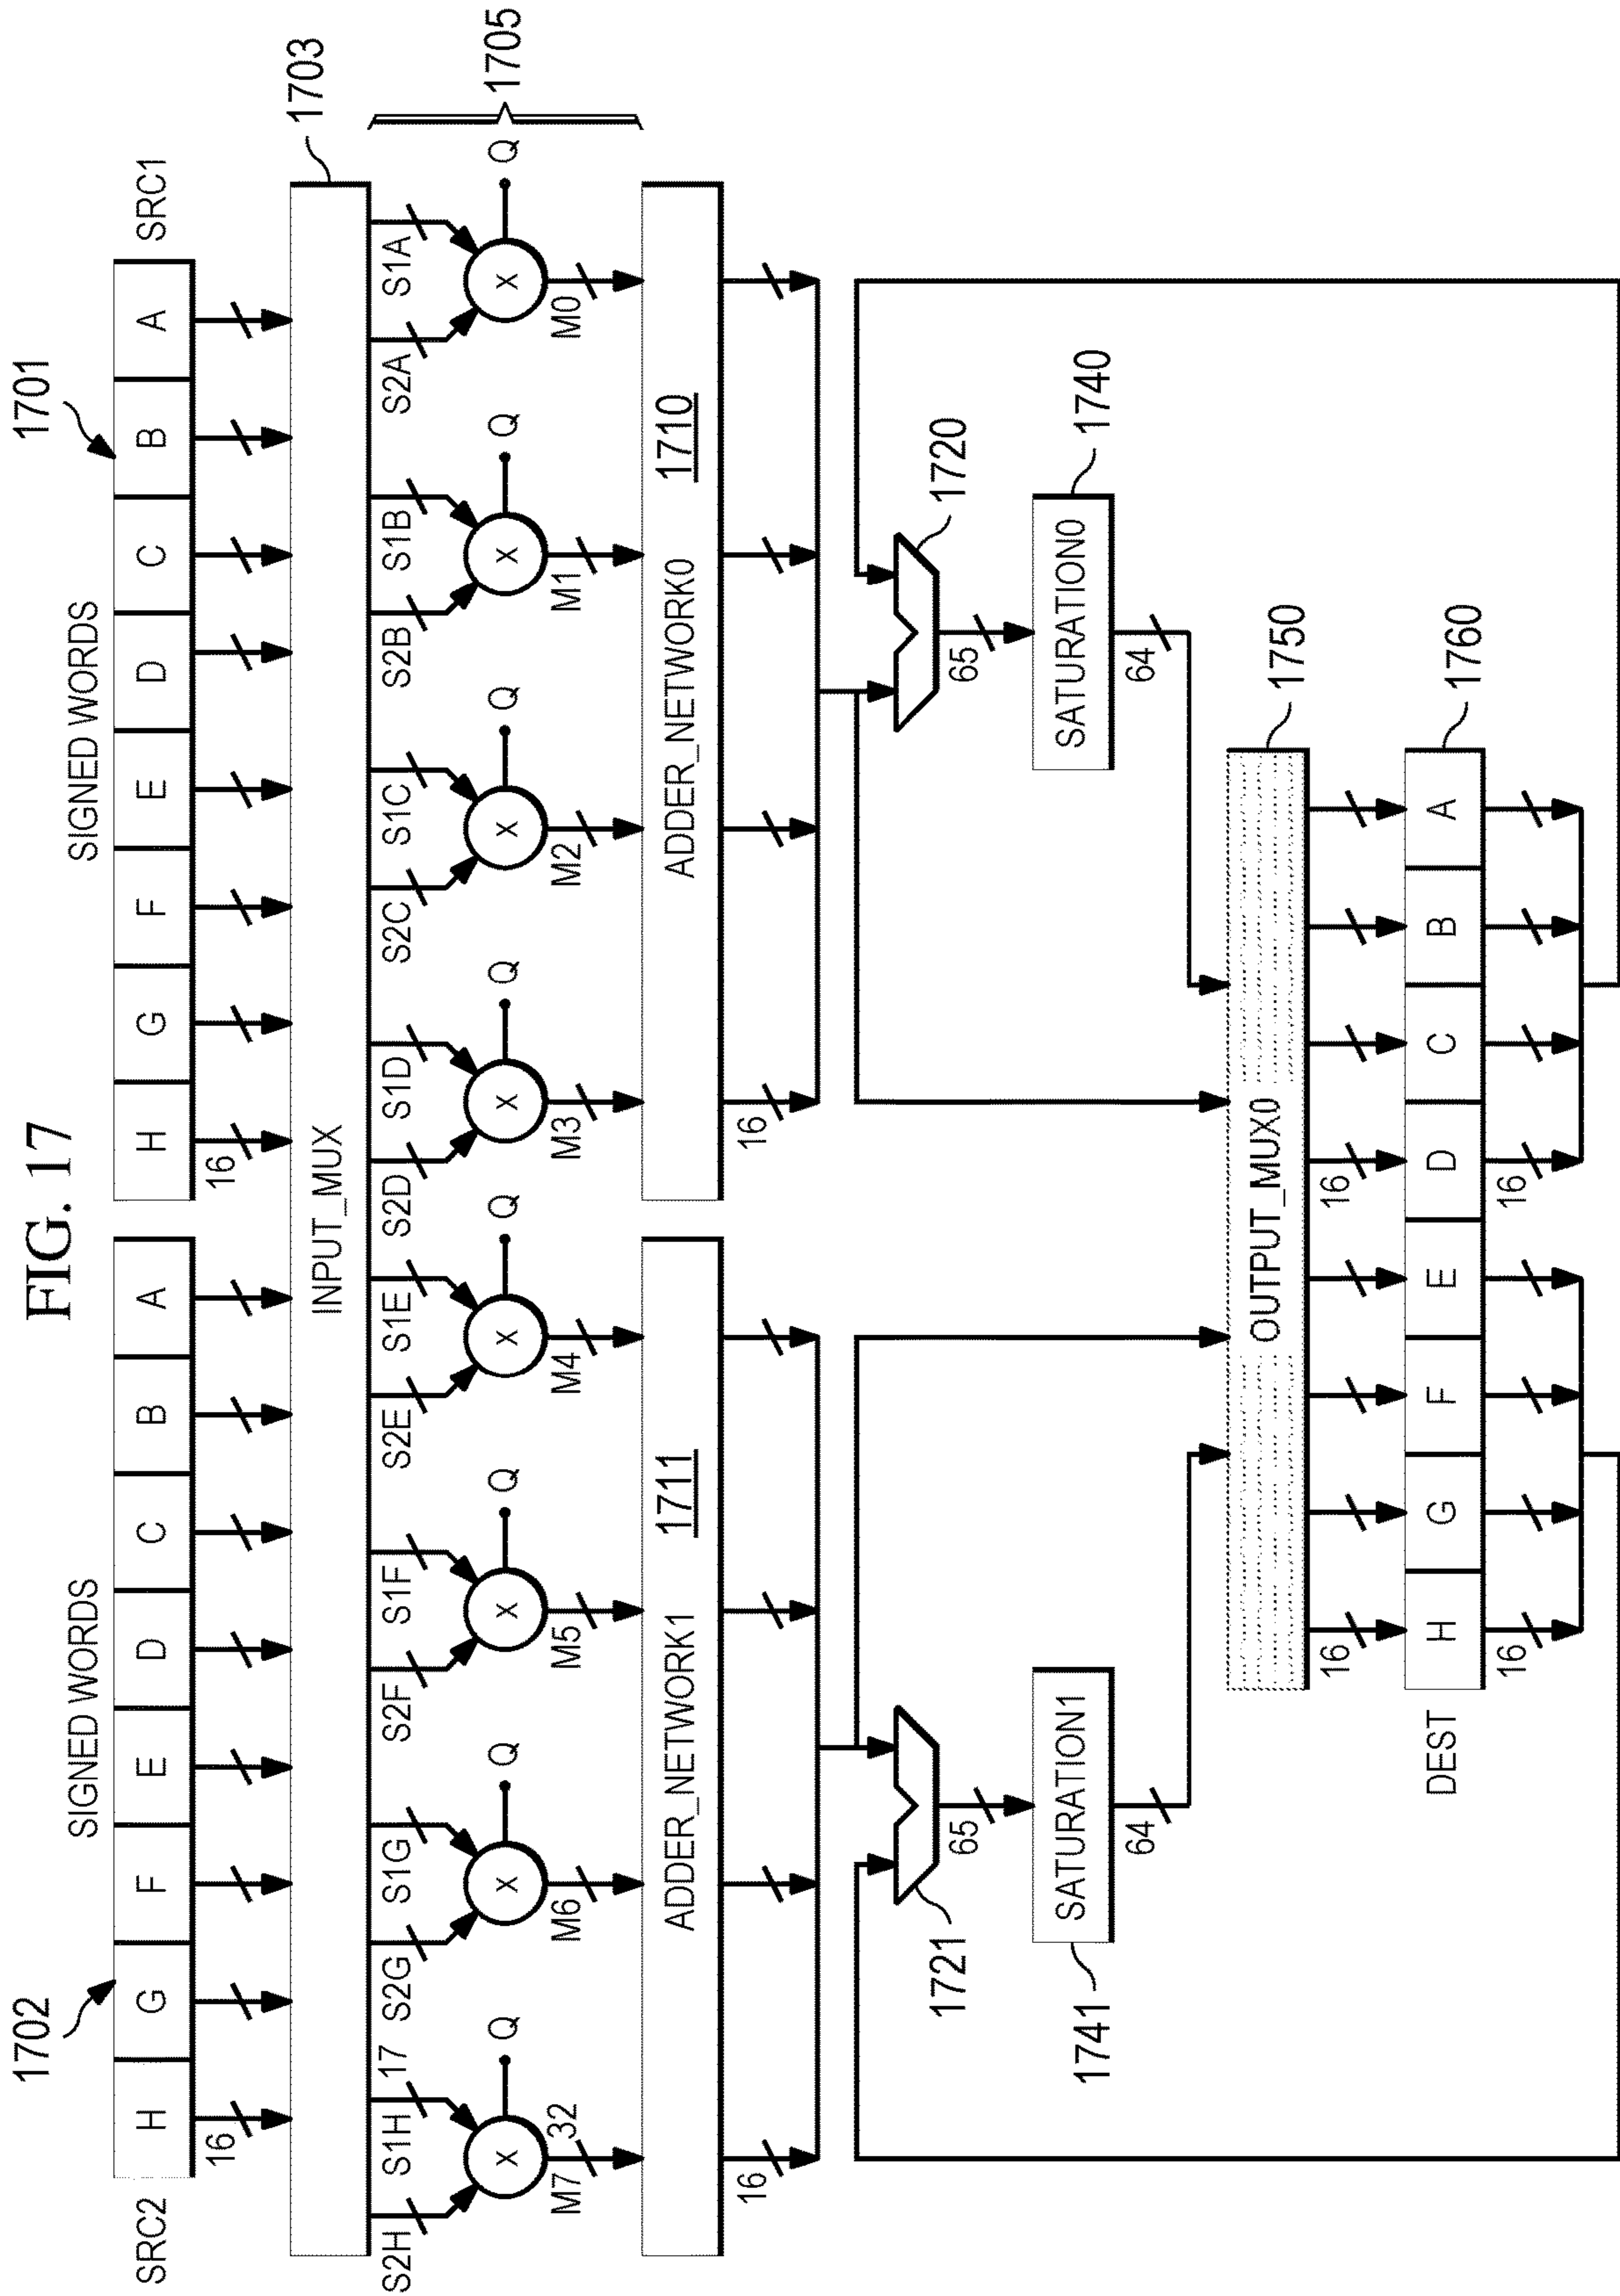 FIG. 17
1702
1701
SIGNED WORDS
SIGNED WORDS
SRC2
H G F E D C B A
H G F E D C B A
SRC1
16
16
INPUT_MUX
1703
S2H S1H 17 S2G S1G S2F S1F S2E S1E S2D S1D S2C S1C S2B S1B S2A S1A
1705
X Q X Q X Q X Q X Q X Q X Q X Q
M7 32 M6 M5 M4 M3 M2 M1 M0
ADDER_NETWORK1 1711
ADDER_NETWORK0 1710
16
16
1721
1720
65
65
1741
SATURATION1
SATURATION0
1740
64
64
OUTPUT_MUX0
1750
16
16
DEST
H G F E D C B A
1760
16
16